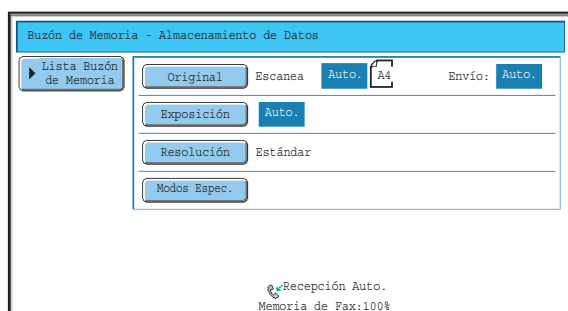 Buzón de Memoria - Almacenamiento de Datos
Lista Buzón
de Memoria
Original Escanea Auto. A4 Envío: Auto.
Exposición Auto.
Resolución Estándar
Modos Espec.
Recepción Auto.
Memoria de Fax:100%